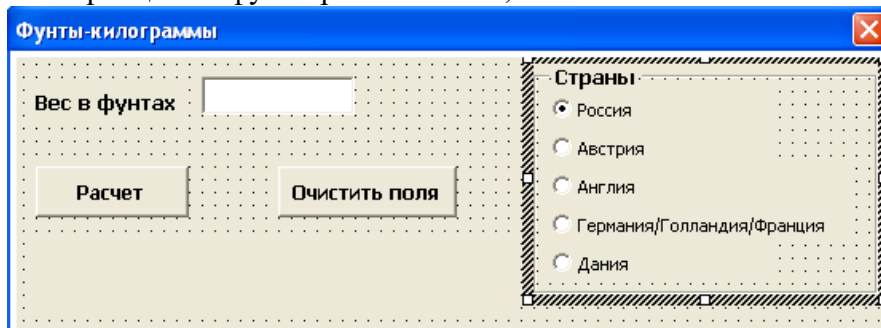 Фунты-килограммы
Вес в фунтах
Расчет
Очистить поля
Страны
Россия
Австрия
Англия
Германия/Голландия/Франция
Дания